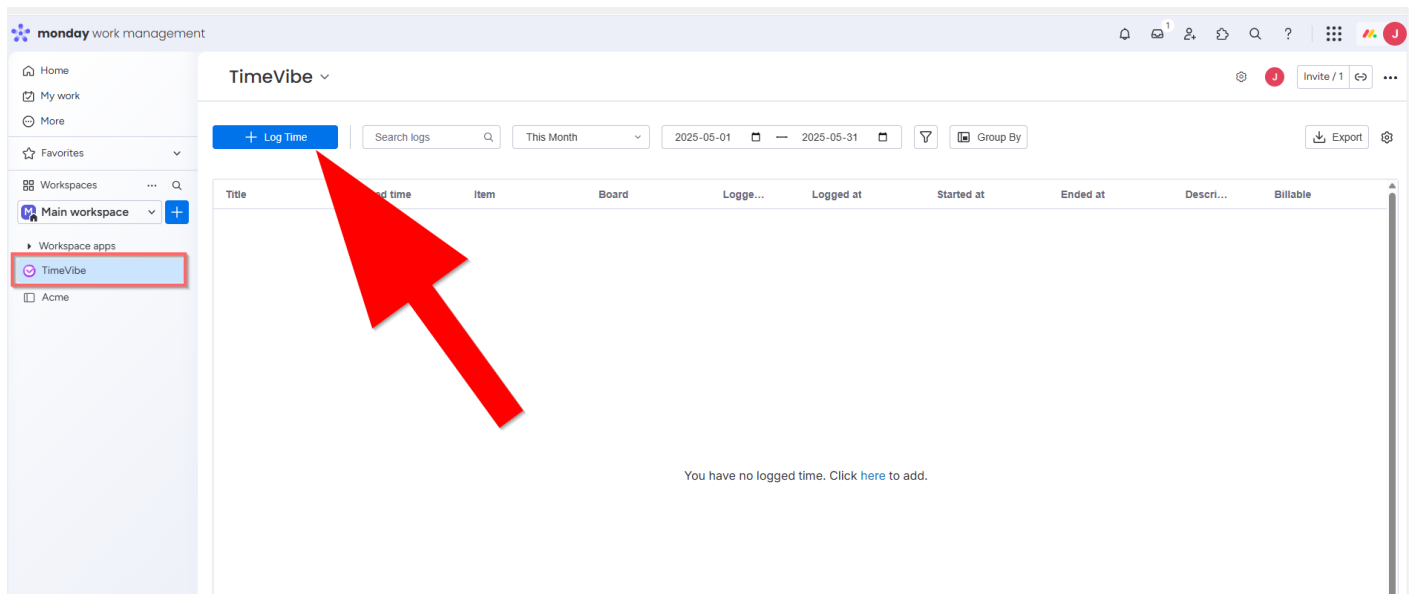 monday work management
1
J
Home
My work
More
Favorites
Workspaces
M
Main workspace
Workspace apps
TimeVibe
Acme
TimeVibe
J
Invite / 1
+ Log Time
Search logs
This Month
2025-05-01 — 2025-05-31
Group By
Export
Title
time
Item
Board
Logge...
Logged at
Started at
Ended at
Descri...
Billable
You have no logged time. Click here to add.